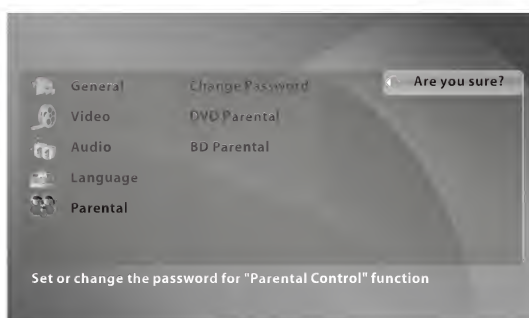 General
Change Password
Are you sure?
Video
DVD Parental
Audio
BD Parental
Language
Parental
Set or change the password for "Parental Control" function